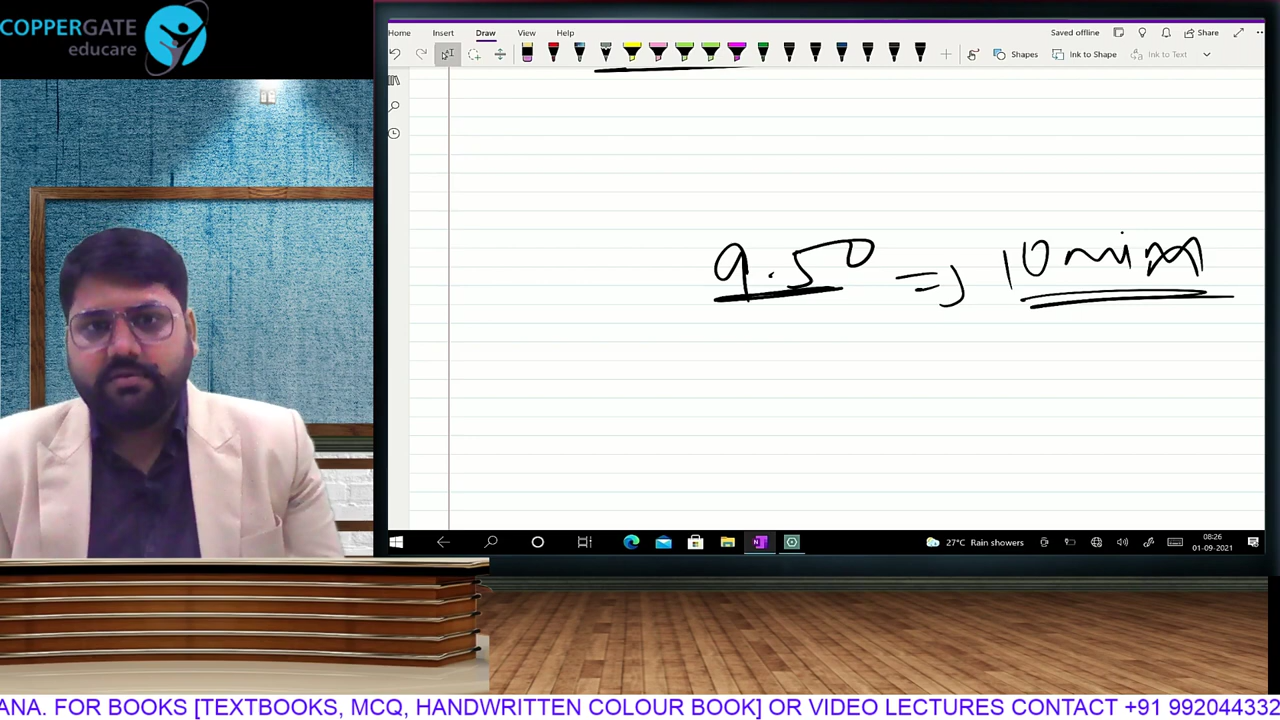 COPPERGATE
educare
Home Insert Draw View Help Saved offline Share
Shapes Ink to Shape Ink to Text
9.50 => 10 min
27°C Rain showers 08:26
01-09-2021
ANA. FOR BOOKS [TEXTBOOKS, MCQ, HANDWRITTEN COLOUR BOOK] OR VIDEO LECTURES CONTACT +91 992044332